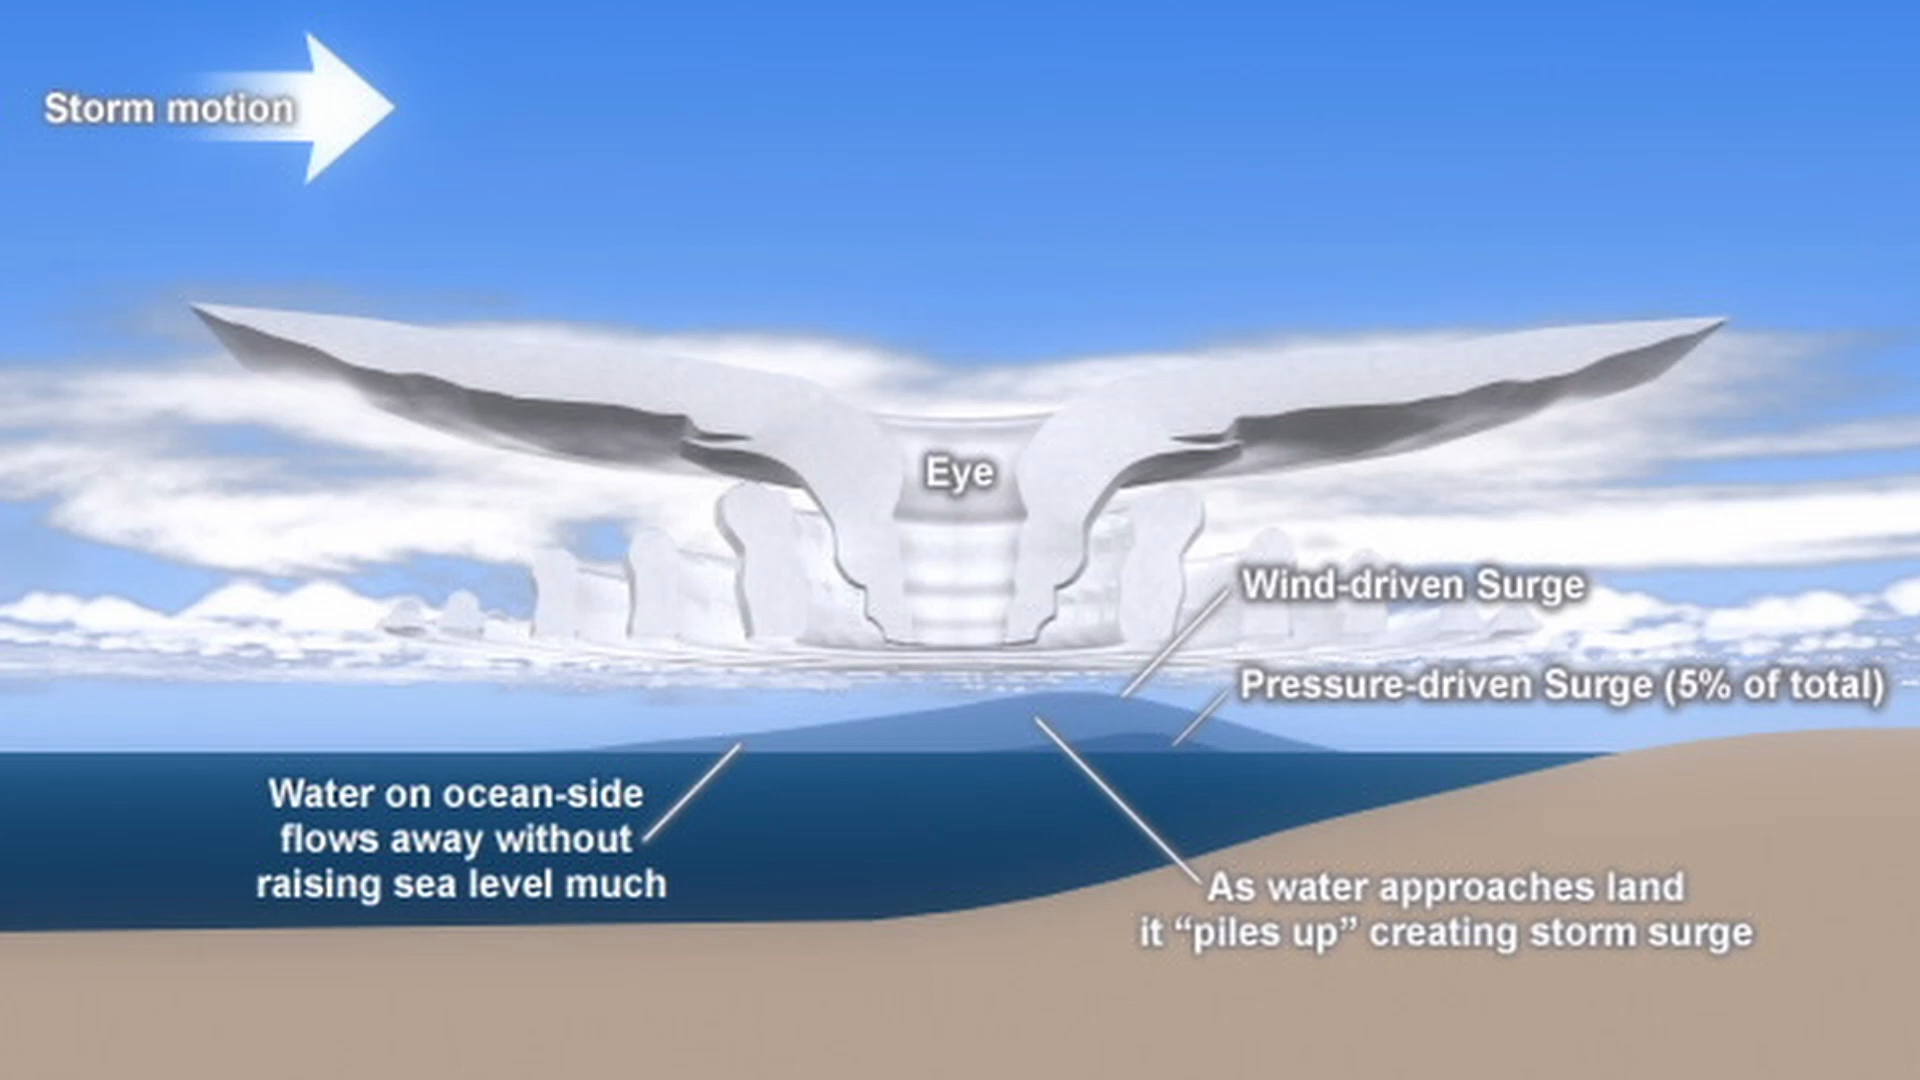 Storm motion
Eye
Wind-driven Surge
Pressure-driven Surge (5% of total)
Water on ocean-side
flows away without
raising sea level much
As water approaches land
it “piles up” creating storm surge